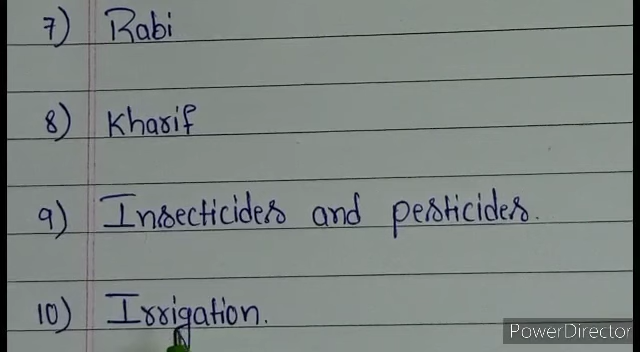 7) Rabi
8) Kharif
9) Insecticides and pesticides.
10) Irrigation.
PowerDirector